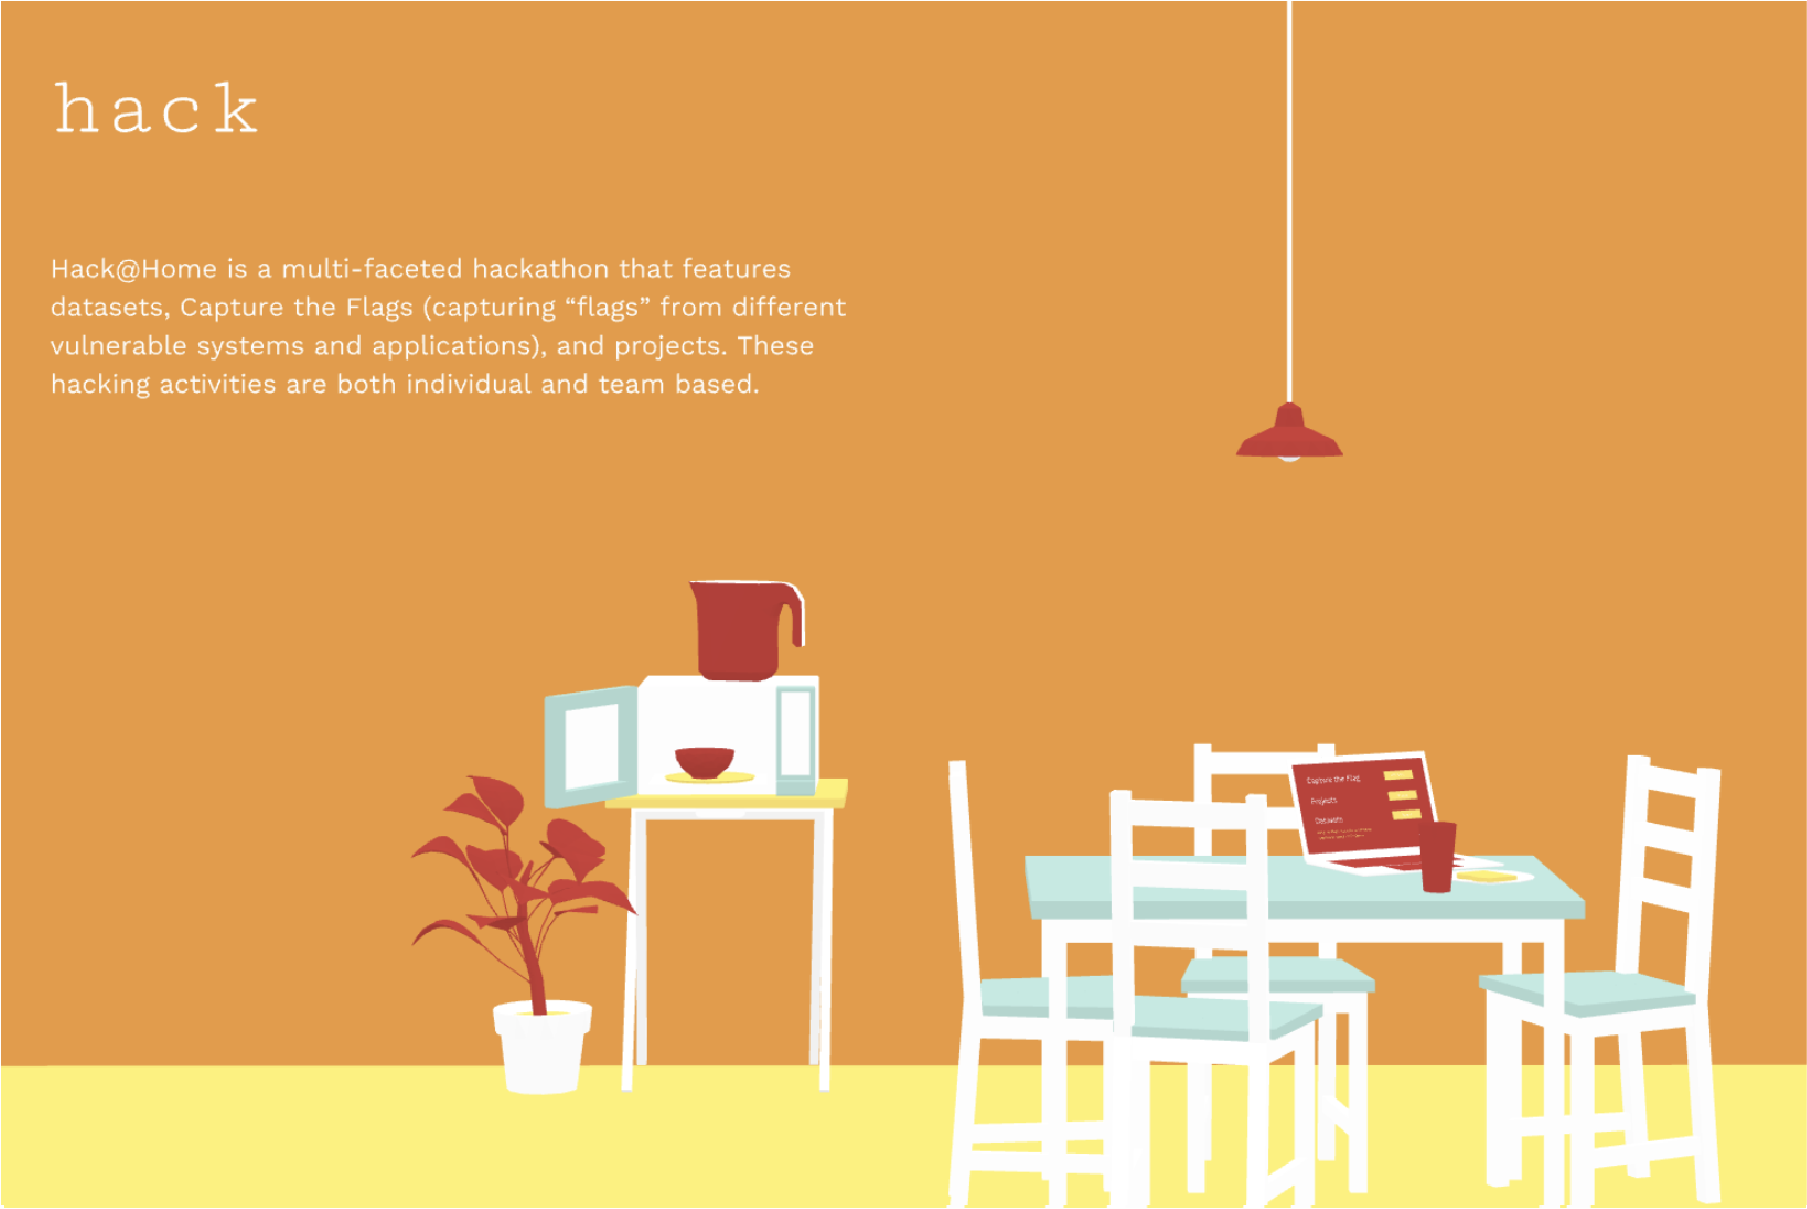 hack
Hack@Home is a multi-faceted hackathon that features
datasets, Capture the Flags (capturing “flags” from different
vulnerable systems and applications), and projects. These
hacking activities are both individual and team based.
Capture the Flag
Projects
Datasets